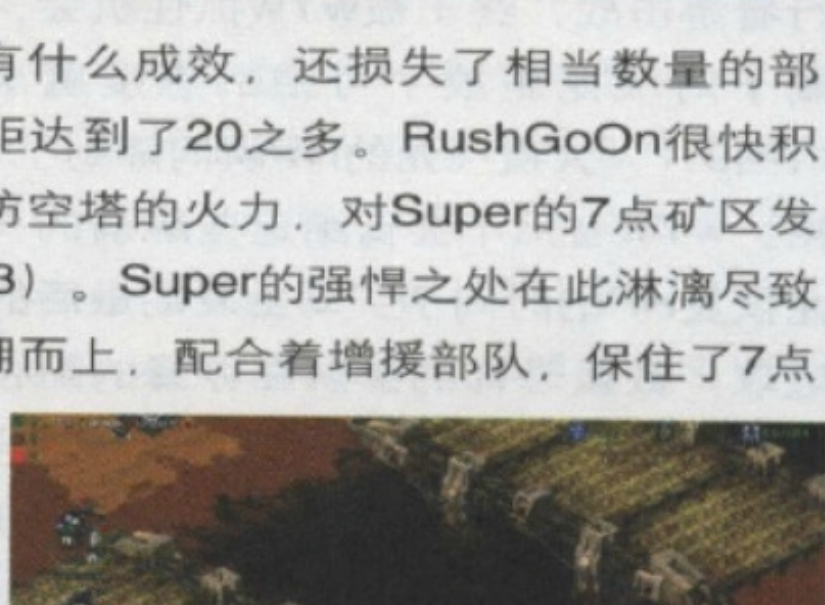 有什么成效，还损失了相当数量的部
距达到了20之多。RushGoOn很快积
防空塔的火力，对Super的7点矿区发
3）。Super的强悍之处在此淋漓尽致
而上，配合着增援部队，保住了7点